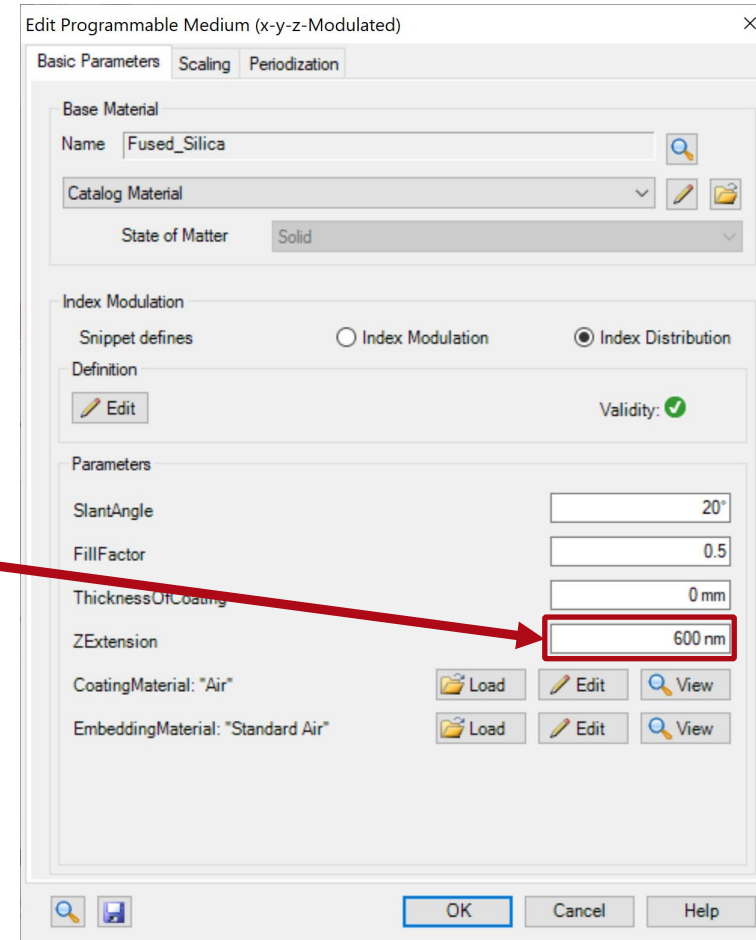 Edit Programmable Medium (x-y-z-Modulated)
Basic Parameters Scaling Periodization
Base Material
Name Fused_Silica
Catalog Material
State of Matter Solid
Index Modulation
Snippet defines Index Modulation Index Distribution
Definition
Edit Validity:
Parameters
SlantAngle 20°
FillFactor 0.5
ThicknessOfCoating 0 mm
ZExtension 600 nm
CoatingMaterial: "Air" Load Edit View
EmbeddingMaterial: "Standard Air" Load Edit View
OK Cancel Help